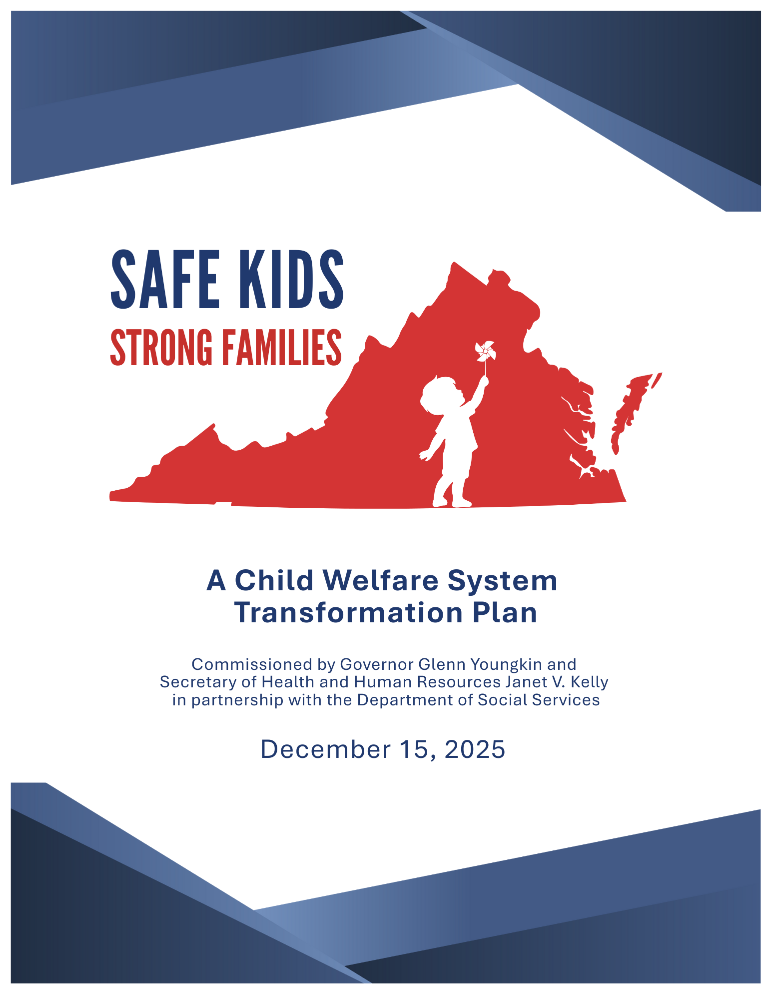 SAFE KIDS
STRONG FAMILIES
A Child Welfare System
Transformation Plan
Commissioned by Governor Glenn Youngkin and
Secretary of Health and Human Resources Janet V. Kelly
in partnership with the Department of Social Services
December 15, 2025